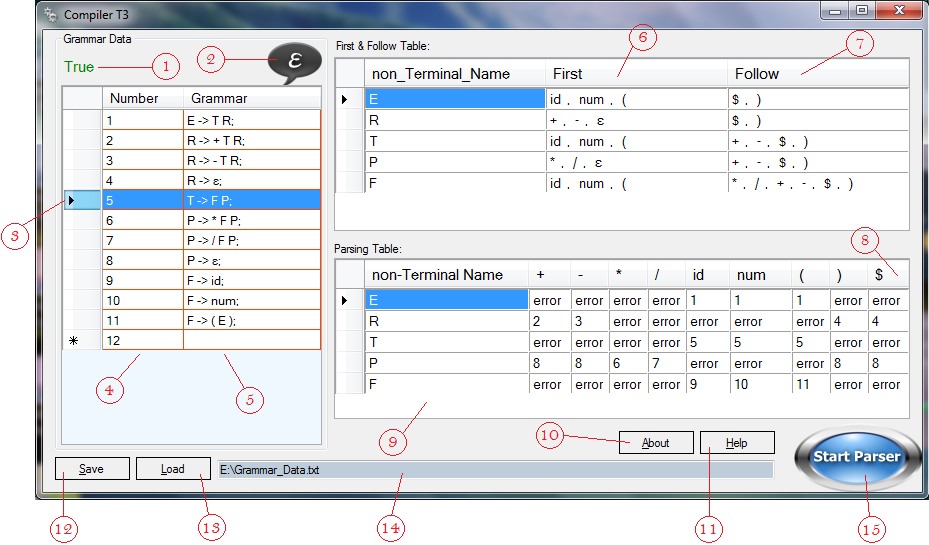 Compiler T3
Grammar Data
True
1
2
ε
Number Grammar
1 E -> T R;
2 R -> + T R;
3 R -> - T R;
4 R -> ε;
5 T -> F P;
6 P -> * F P;
7 P -> / F P;
8 P -> ε;
9 F -> id;
10 F -> num;
11 F -> ( E );
* 12
3
4
5
First & Follow Table:
6
7
non_Terminal_Name First Follow
E id , num , ( $ , )
R + , - , ε $ , )
T id , num , ( + , - , $ , )
P * , / , ε + , - , $ , )
F id , num , ( * , / , + , - , $ , )
Parsing Table:
8
non-Terminal Name + - * / id num ( ) $
E error error error error 1 1 1 error error
R 2 3 error error error error error 4 4
T error error error error 5 5 5 error error
P 8 8 6 7 error error error 8 8
F error error error error 9 10 11 error error
9
10
About Help
Start Parser
Save Load E:\Grammar_Data.txt
12
13
14
11
15